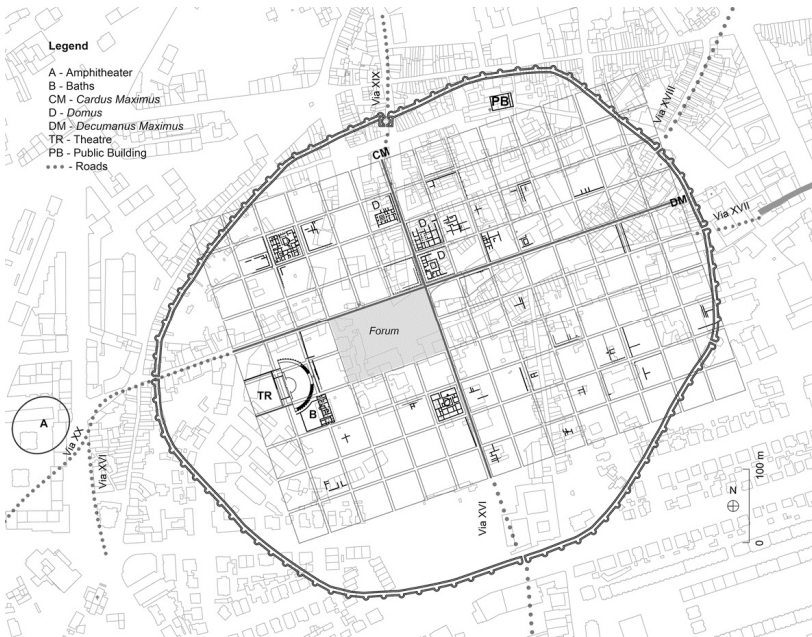 Legend
A - Amphitheater
B - Baths
CM - Cardus Maximus
D - Domus
DM - Decumanus Maximus
TR - Theatre
PB - Public Building
- Roads
Via XIX
PB
Via XVIII
CM
DM
D
Via XVII
D
D
Forum
TR
B
A
Via XX
Via XVI
Via XVI
100 m
N
0